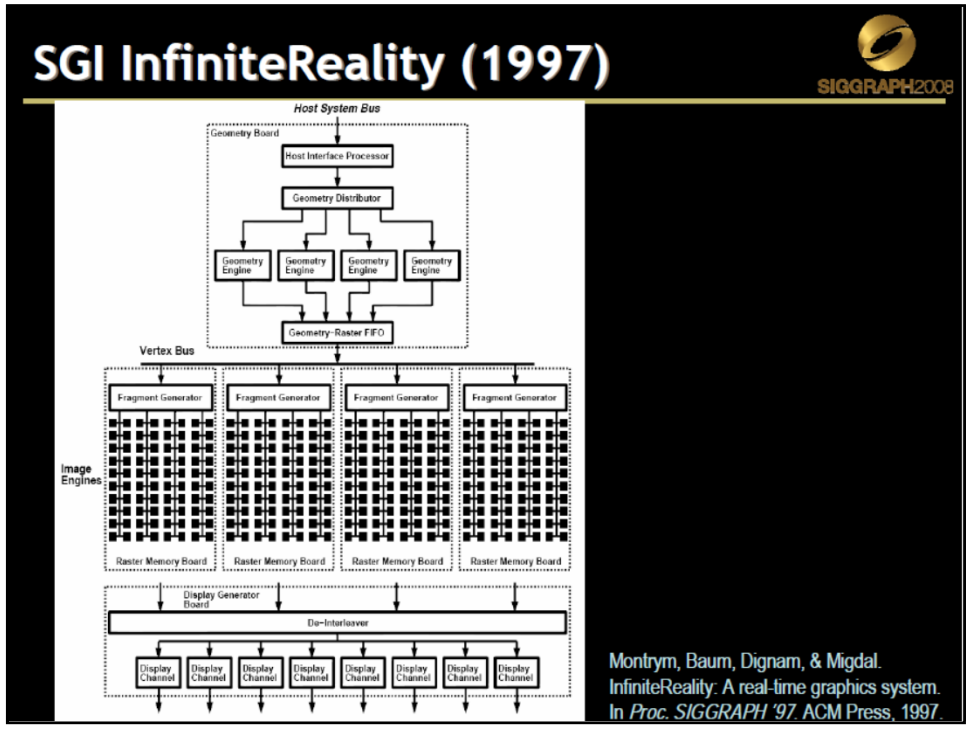 SGI InfiniteReality (1997)
SIGGRAPH2008
Host System Bus
Geometry Board
Host Interface Processor
Geometry Distributor
Geometry Engine
Geometry Engine
Geometry Engine
Geometry Engine
Geometry-Raster FIFO
Vertex Bus
Fragment Generator
Fragment Generator
Fragment Generator
Fragment Generator
Image
Engines
Raster Memory Board
Raster Memory Board
Raster Memory Board
Raster Memory Board
Display Generator
Board
De-Interleaver
Display Channel
Display Channel
Display Channel
Display Channel
Display Channel
Display Channel
Display Channel
Display Channel
Montrym, Baum, Dignam, & Migdal.
InfiniteReality: A real-time graphics system.
In Proc. SIGGRAPH '97. ACM Press, 1997.